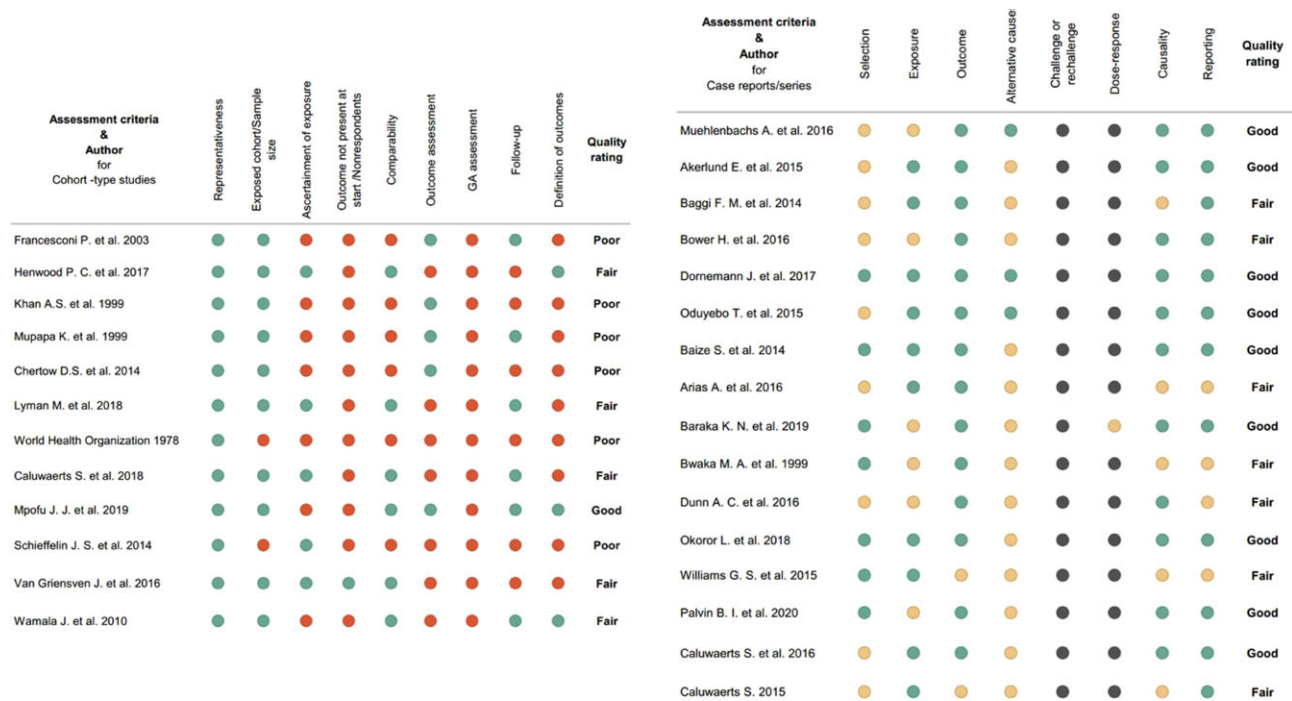 Assessment criteria
&
Author
for
Cohort -type studies
Representativeness
Exposed cohort/Sample
size
Ascertainment of exposure
Outcome not present at
start /Nonrespondents
Comparability
Outcome assessment
GA assessment
Follow-up
Definition of outcomes
Quality
rating
Francesconi P. et al. 2003 Poor
Henwood P. C. et al. 2017 Fair
Khan A.S. et al. 1999 Poor
Mupapa K. et al. 1999 Poor
Chertow D.S. et al. 2014 Poor
Lyman M. et al. 2018 Fair
World Health Organization 1978 Poor
Caluwaerts S. et al. 2018 Fair
Mpofu J. J. et al. 2019 Good
Schieffelin J. S. et al. 2014 Poor
Van Griensven J. et al. 2016 Fair
Wamala J. et al. 2010 Fair
Assessment criteria
&
Author
for
Case reports/series
Selection
Exposure
Outcome
Alternative cause
Challenge or
rechallenge
Dose-response
Causality
Reporting
Quality
rating
Muehlenbachs A. et al. 2016 Good
Akerlund E. et al. 2015 Good
Baggi F. M. et al. 2014 Fair
Bower H. et al. 2016 Fair
Dornemann J. et al. 2017 Good
Oduyebo T. et al. 2015 Good
Baize S. et al. 2014 Good
Arias A. et al. 2016 Fair
Baraka K. N. et al. 2019 Good
Bwaka M. A. et al. 1999 Fair
Dunn A. C. et al. 2016 Fair
Okoror L. et al. 2018 Good
Williams G. S. et al. 2015 Fair
Palvin B. I. et al. 2020 Good
Caluwaerts S. et al. 2016 Good
Caluwaerts S. 2015 Fair